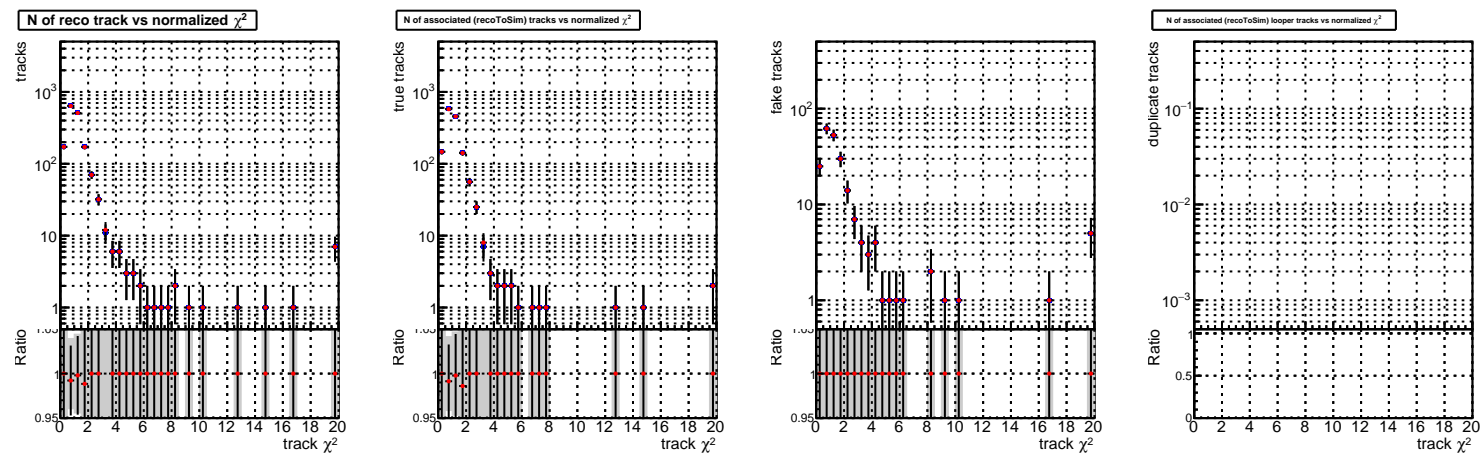 N of reco track vs normalized χ²
tracks
10³
10²
10
1
Ratio
1.05
1
0.95
0 2 4 6 8 10 12 14 16 18 20
track χ²
N of associated (recoToSim) tracks vs normalized χ²
true tracks
10³
10²
10
1
Ratio
1.05
1
0.95
0 2 4 6 8 10 12 14 16 18 20
track χ²
fake tracks
10²
10
1
Ratio
1.05
1
0.95
0 2 4 6 8 10 12 14 16 18 20
track χ²
N of associated (recoToSim) looper tracks vs normalized χ²
duplicate tracks
10⁻¹
10⁻²
10⁻³
Ratio
1
0.5
0
0 2 4 6 8 10 12 14 16 18 20
track χ²